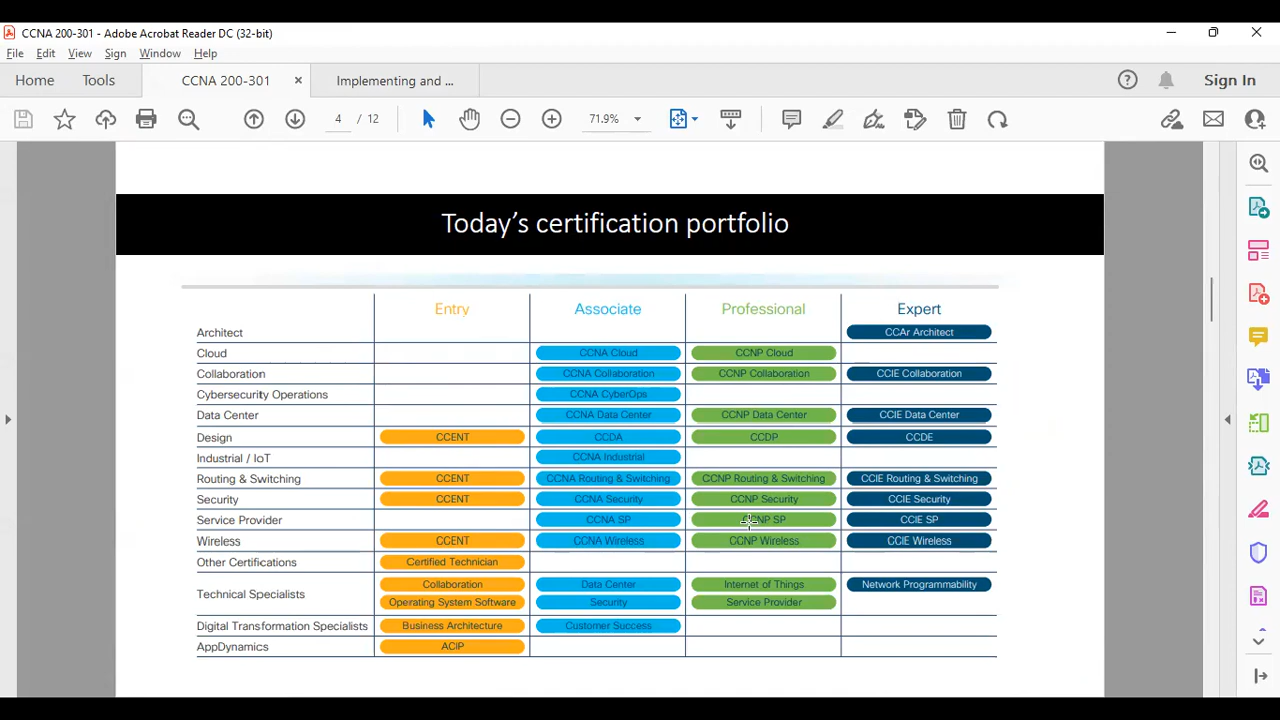 CCNA 200-301 - Adobe Acrobat Reader DC (32-bit)
File Edit View Sign Window Help
Home Tools CCNA 200-301 × Implementing and ... Sign In
4 / 12 71.9%
Today's certification portfolio
Entry Associate Professional Expert
Architect CCAr Architect
Cloud CCNA Cloud CCNP Cloud
Collaboration CCNA Collaboration CCNP Collaboration CCIE Collaboration
Cybersecurity Operations CCNA CyberOps
Data Center CCNA Data Center CCNP Data Center CCIE Data Center
Design CCENT CCDA CCDP CCDE
Industrial / IoT CCNA Industrial
Routing & Switching CCENT CCNA Routing & Switching CCNP Routing & Switching CCIE Routing & Switching
Security CCENT CCNA Security CCNP Security CCIE Security
Service Provider CCNA SP CCNP SP CCIE SP
Wireless CCENT CCNA Wireless CCNP Wireless CCIE Wireless
Other Certifications Certified Technician
Technical Specialists Collaboration Data Center Internet of Things Network Programmability
Operating System Software Security Service Provider
Digital Transformation Specialists Business Architecture Customer Success
AppDynamics ACIP